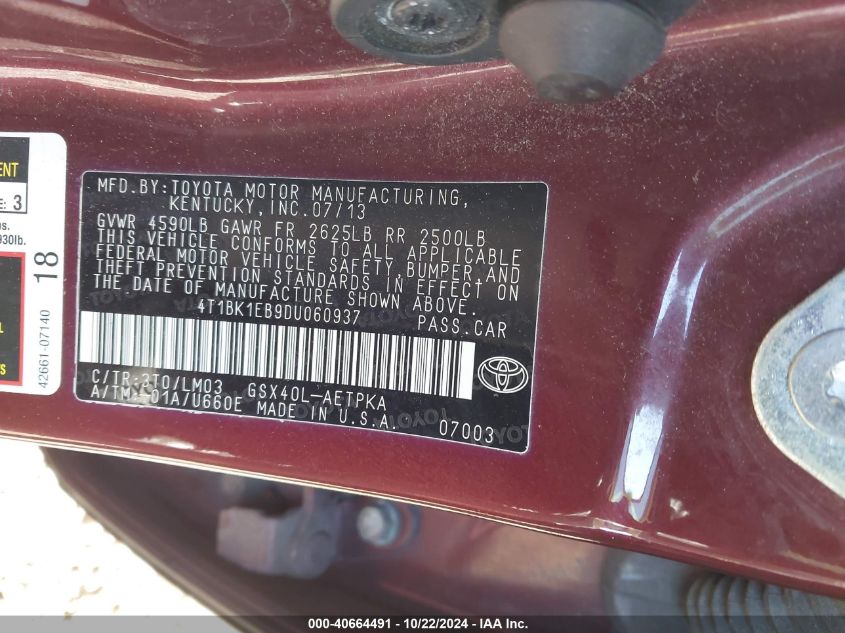 ENT
E: 3
s.
930lb.
18
42661-07140
S
MFD.BY:TOYOTA MOTOR MANUFACTURING,
KENTUCKY,INC.07/13
GVWR 4590LB GAWR FR 2625LB RR 2500LB
THIS VEHICLE CONFORMS TO ALL APPLICABLE
FEDERAL MOTOR VEHICLE SAFETY,BUMPER,AND
THEFT PREVENTION STANDARDS IN EFFECT ON
THE DATE OF MANUFACTURE SHOWN ABOVE.
4T1BK1EB9DU060937 PASS.CAR
C/TR:3T0/LM03 GSX40L-AETPKA
A/TM:-01A/U660E MADE IN U.S.A. 07003
000-40664491 - 10/22/2024 - IAA Inc.